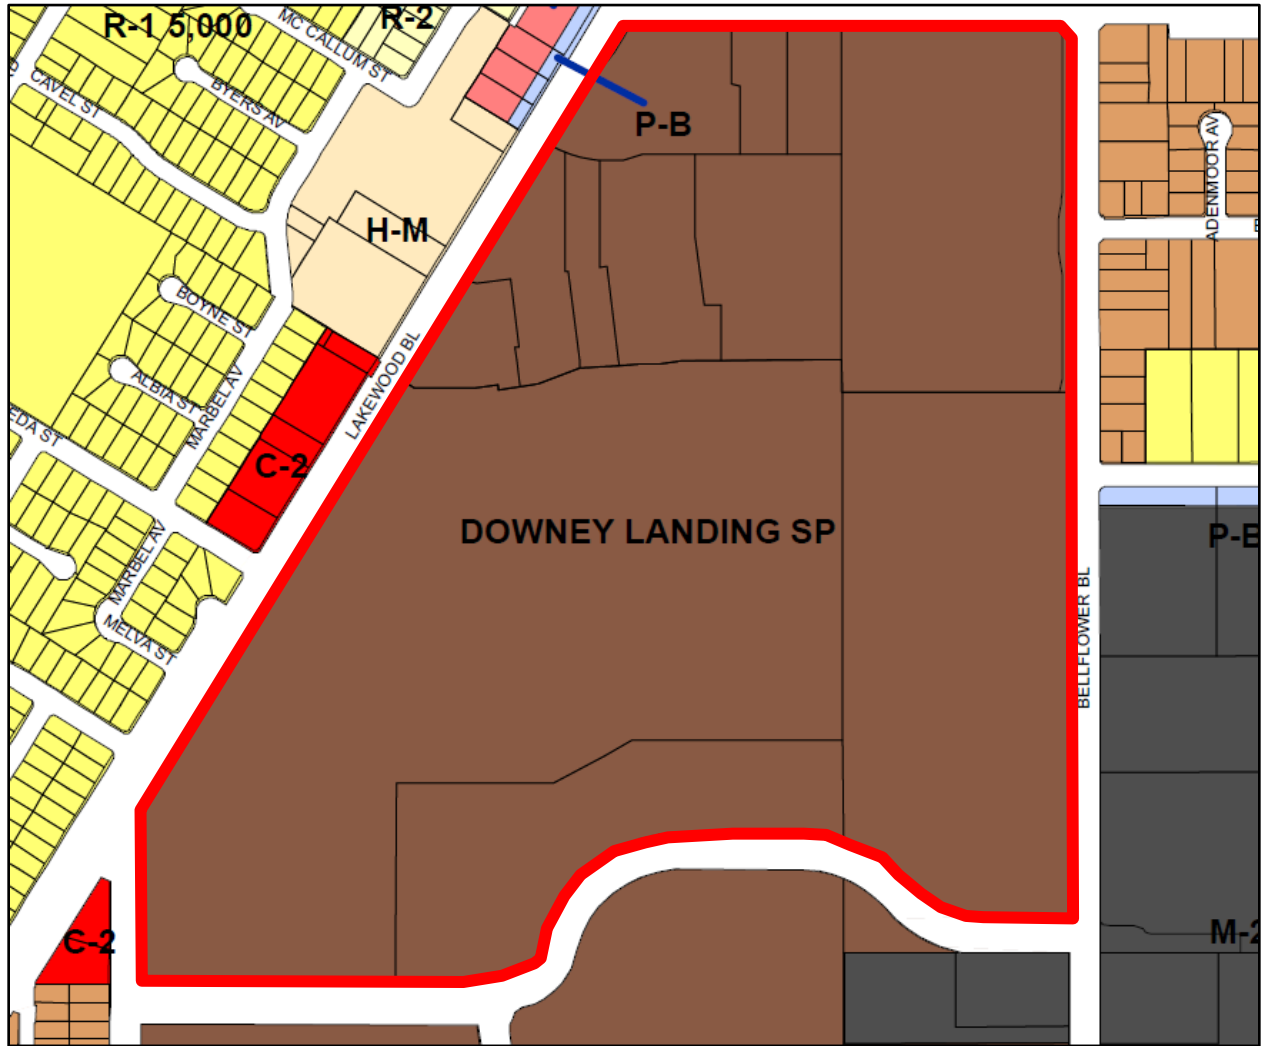 R-1 5,000
R-2
MC CALLUM ST
CAVEL ST
BYERS AV
P-B
ADENMOOR AV
H-M
BOYNE ST
LAKEWOOD BL
ALBIA ST
MARBEL AV
EDA ST
C-2
DOWNEY LANDING SP
P-B
MARBEL AV
BELLFLOWER BL
MELVA ST
C-2
M-2